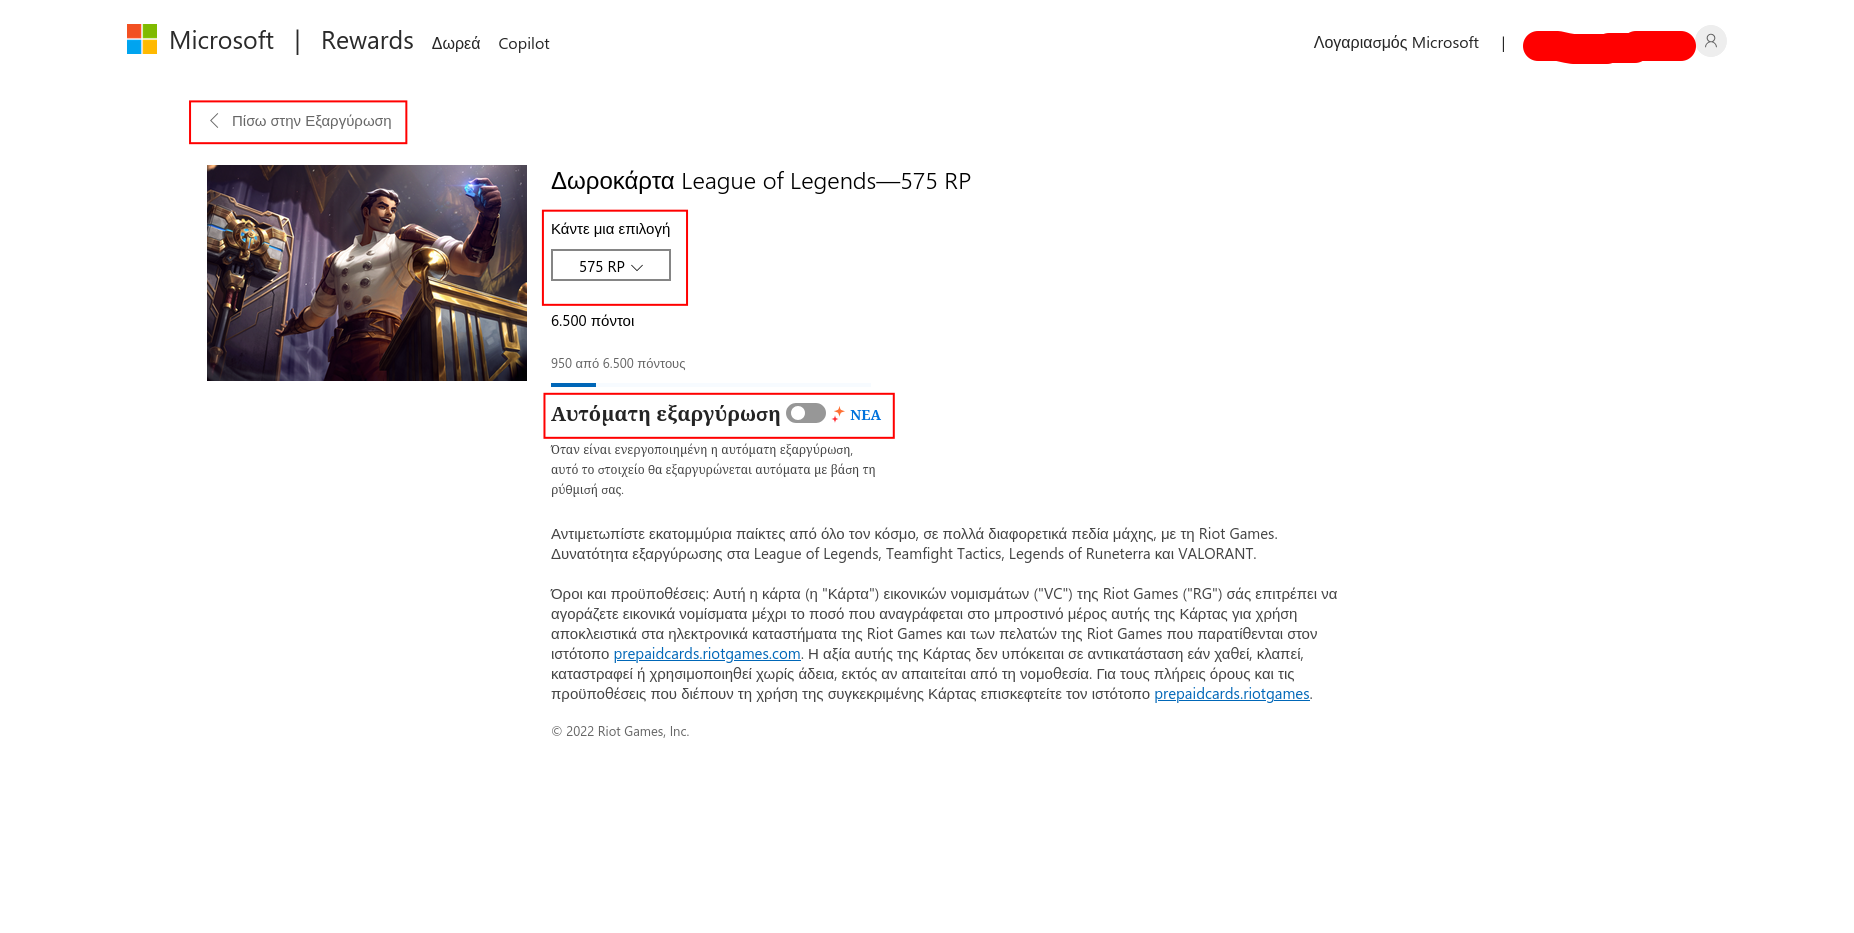 Microsoft | Rewards Δωρεά Copilot Λογαριασμός Microsoft |
Πίσω στην Εξαργύρωση
Δωροκάρτα League of Legends—575 RP
Κάντε μια επιλογή
575 RP
6.500 πόντοι
950 από 6.500 πόντους
Αυτόματη εξαργύρωση ΝΕΑ
Όταν είναι ενεργοποιημένη η αυτόματη εξαργύρωση,
αυτό το στοιχείο θα εξαργυρώνεται αυτόματα με βάση τη
ρύθμισή σας.
Αντιμετωπίστε εκατομμύρια παίκτες από όλο τον κόσμο, σε πολλά διαφορετικά πεδία μάχης, με τη Riot Games.
Δυνατότητα εξαργύρωσης στα League of Legends, Teamfight Tactics, Legends of Runeterra και VALORANT.
Όροι και προϋποθέσεις: Αυτή η κάρτα (η "Κάρτα") εικονικών νομισμάτων ("VC") της Riot Games ("RG") σάς επιτρέπει να
αγοράζετε εικονικά νομίσματα μέχρι το ποσό που αναγράφεται στο μπροστινό μέρος αυτής της Κάρτας για χρήση
αποκλειστικά στα ηλεκτρονικά καταστήματα της Riot Games και των πελατών της Riot Games που παρατίθενται στον
ιστότοπο prepaidcards.riotgames.com. Η αξία αυτής της Κάρτας δεν υπόκειται σε αντικατάσταση εάν χαθεί, κλαπεί,
καταστραφεί ή χρησιμοποιηθεί χωρίς άδεια, εκτός αν απαιτείται από τη νομοθεσία. Για τους πλήρεις όρους και τις
προϋποθέσεις που διέπουν τη χρήση της συγκεκριμένης Κάρτας επισκεφτείτε τον ιστότοπο prepaidcards.riotgames.
© 2022 Riot Games, Inc.